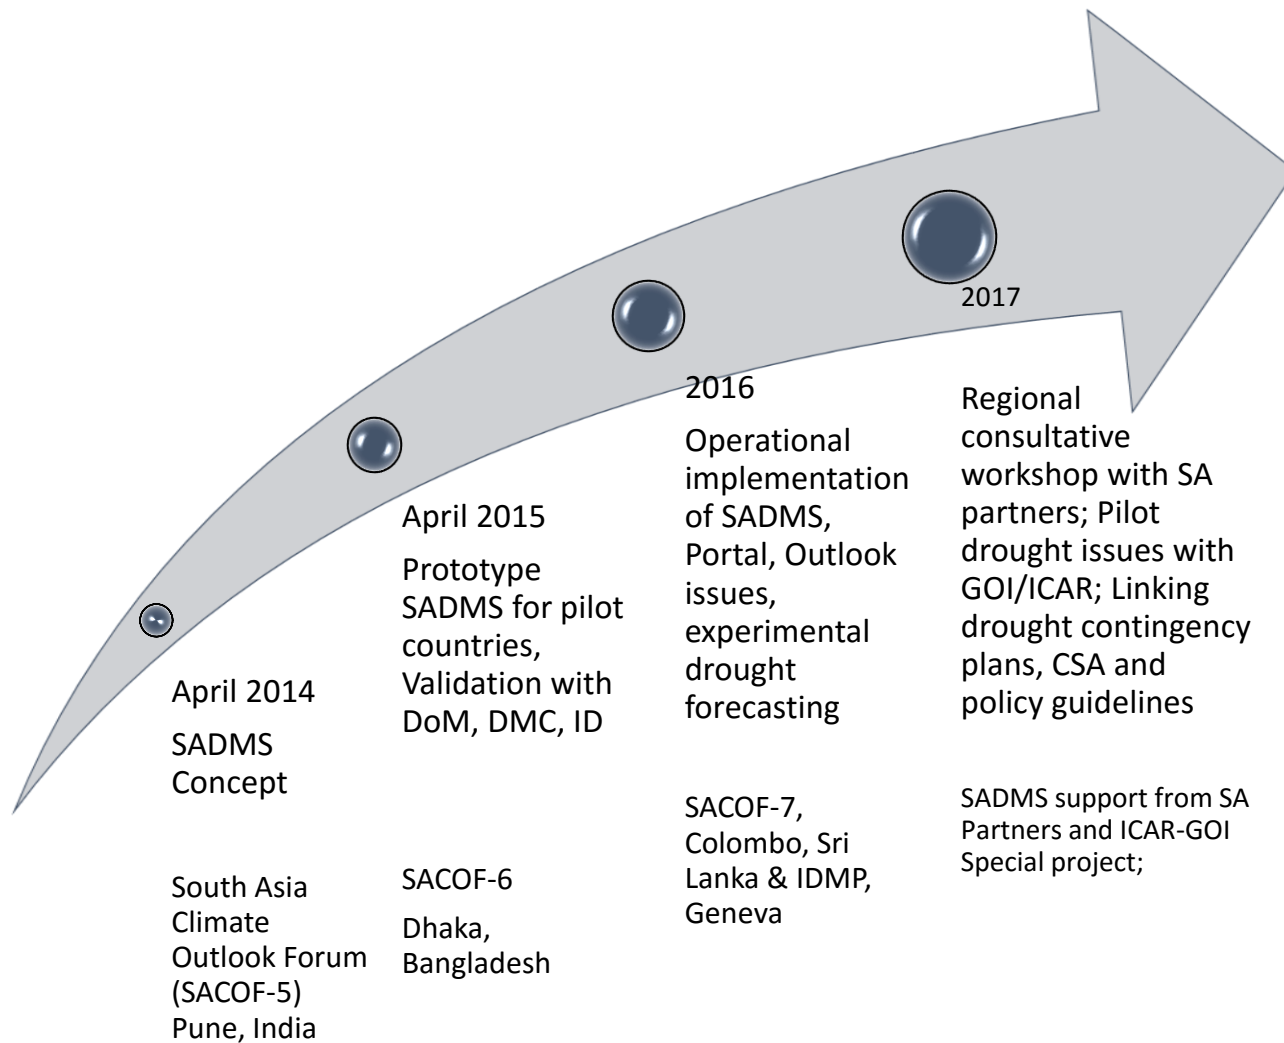 April 2014
SADMS
Concept
South Asia
Climate
Outlook Forum
(SACOF-5)
Pune, India
April 2015
Prototype
SADMS for pilot
countries,
Validation with
DoM, DMC, ID
SACOF-6
Dhaka,
Bangladesh
2016
Operational
implementation
of SADMS,
Portal, Outlook
issues,
experimental
drought
forecasting
SACOF-7,
Colombo, Sri
Lanka & IDMP,
Geneva
2017
Regional
consultative
workshop with SA
partners; Pilot
drought issues with
GOI/ICAR; Linking
drought contingency
plans, CSA and
policy guidelines
SADMS support from SA
Partners and ICAR-GOI
Special project;